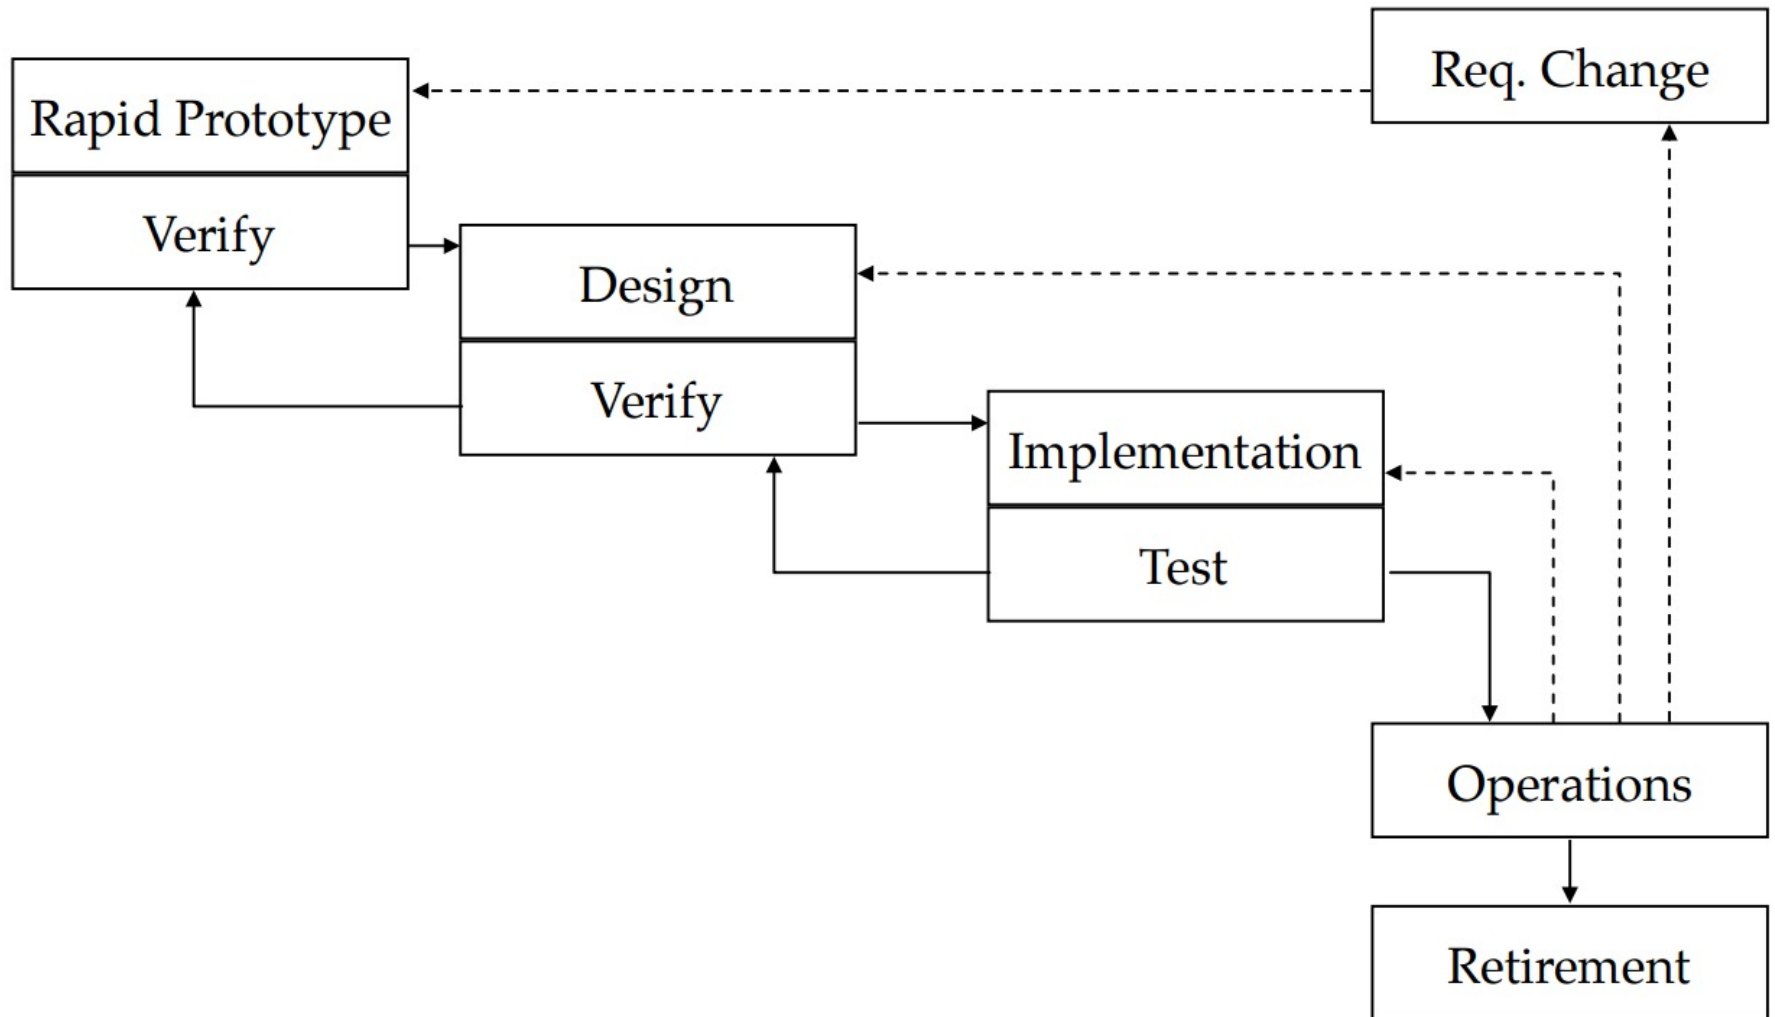 Req. Change
Rapid Prototype
Verify
Design
Verify
Implementation
Test
Operations
Retirement